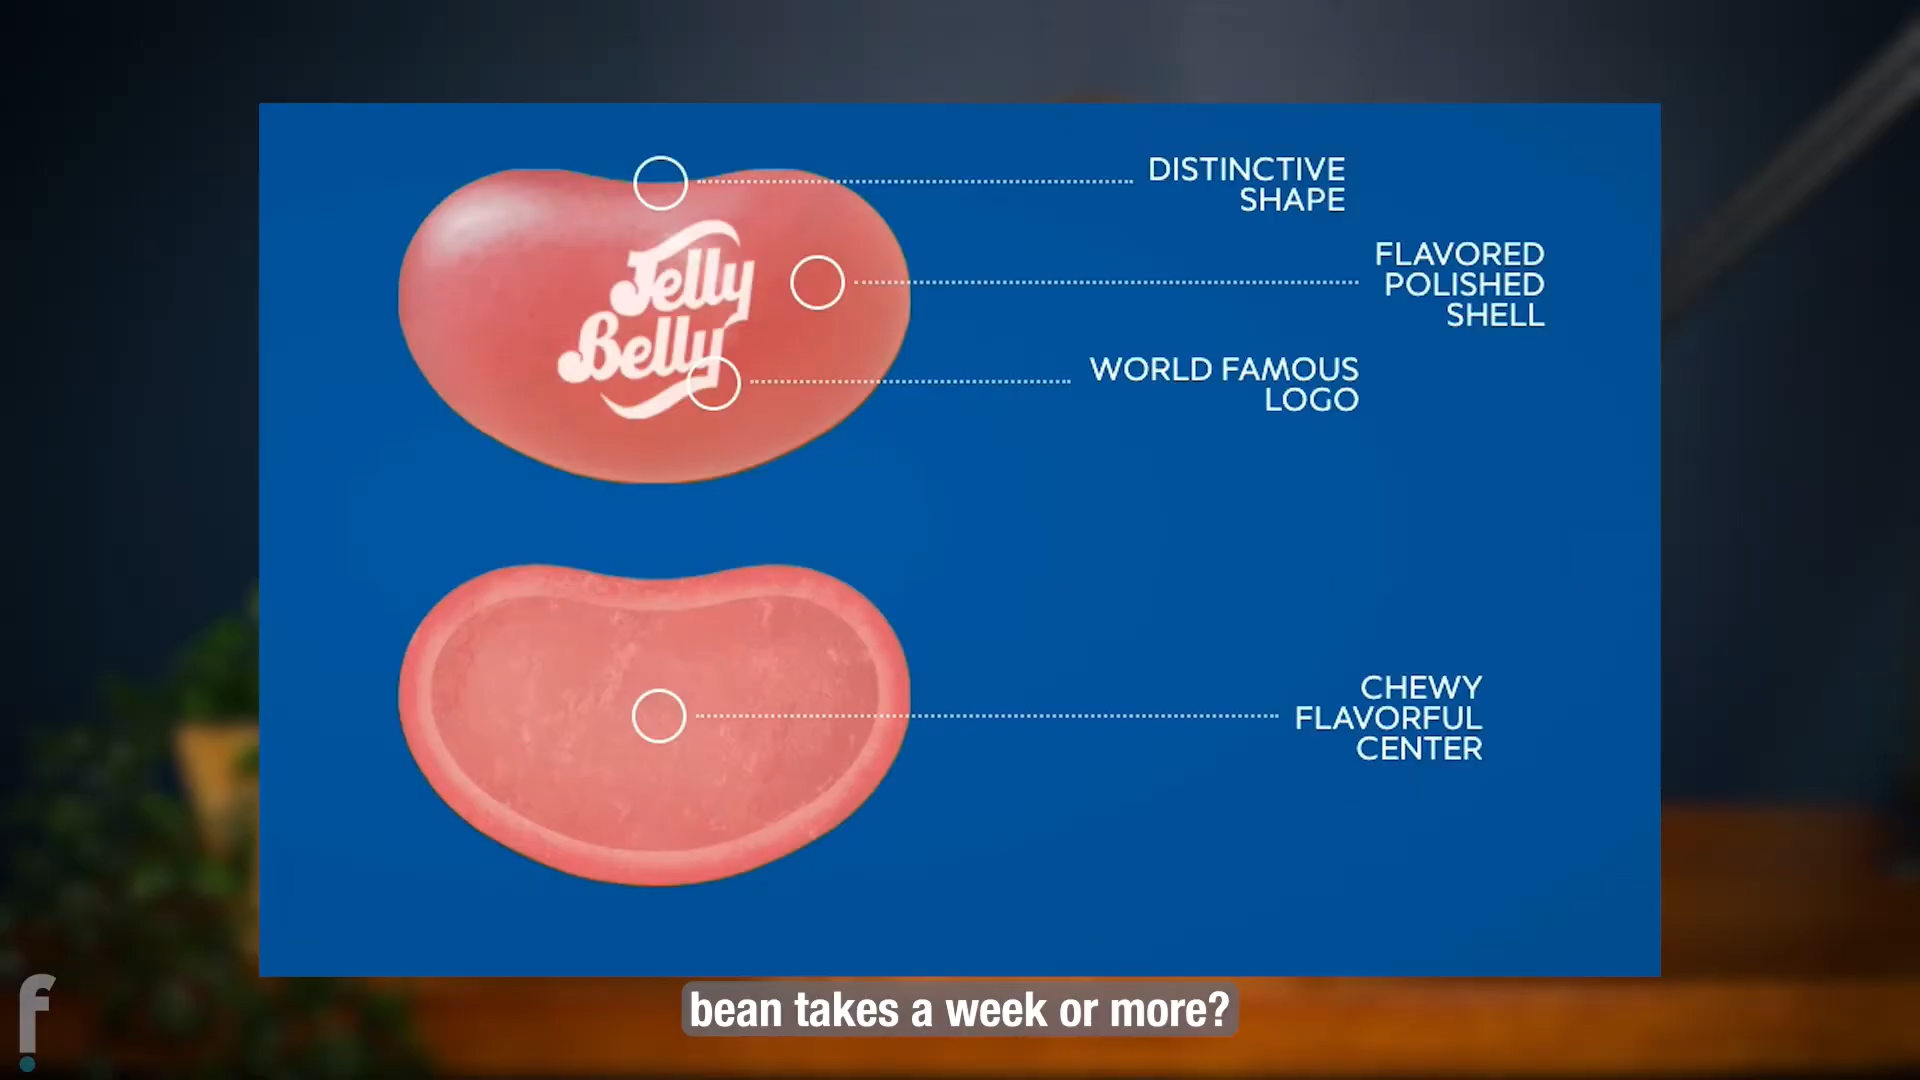 DISTINCTIVE
SHAPE
Jelly
Belly
FLAVORED
POLISHED
SHELL
WORLD FAMOUS
LOGO
CHEWY
FLAVORFUL
CENTER
f
bean takes a week or more?